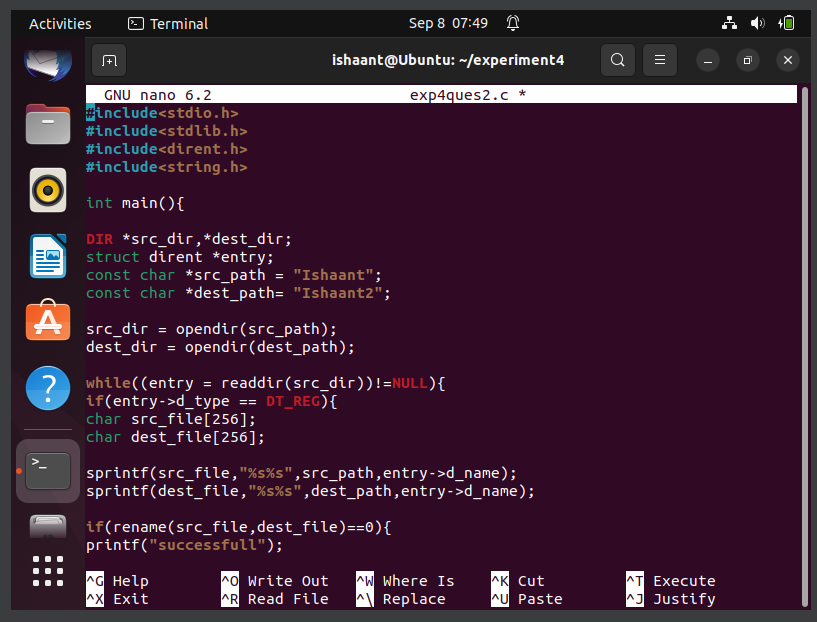 Activities Terminal Sep 8 07:49
ishaant@Ubuntu: ~/experiment4
GNU nano 6.2 exp4ques2.c *
#include<stdio.h>
#include<stdlib.h>
#include<dirent.h>
#include<string.h>
int main(){
DIR *src_dir,*dest_dir;
struct dirent *entry;
const char *src_path = "Ishaant";
const char *dest_path= "Ishaant2";
src_dir = opendir(src_path);
dest_dir = opendir(dest_path);
while((entry = readdir(src_dir))!=NULL){
if(entry->d_type == DT_REG){
char src_file[256];
char dest_file[256];
sprintf(src_file,"%s%s",src_path,entry->d_name);
sprintf(dest_file,"%s%s",dest_path,entry->d_name);
if(rename(src_file,dest_file)==0){
printf("successfull");
^G Help ^O Write Out ^W Where Is ^K Cut ^T Execute
^X Exit ^R Read File ^\ Replace ^U Paste ^J Justify